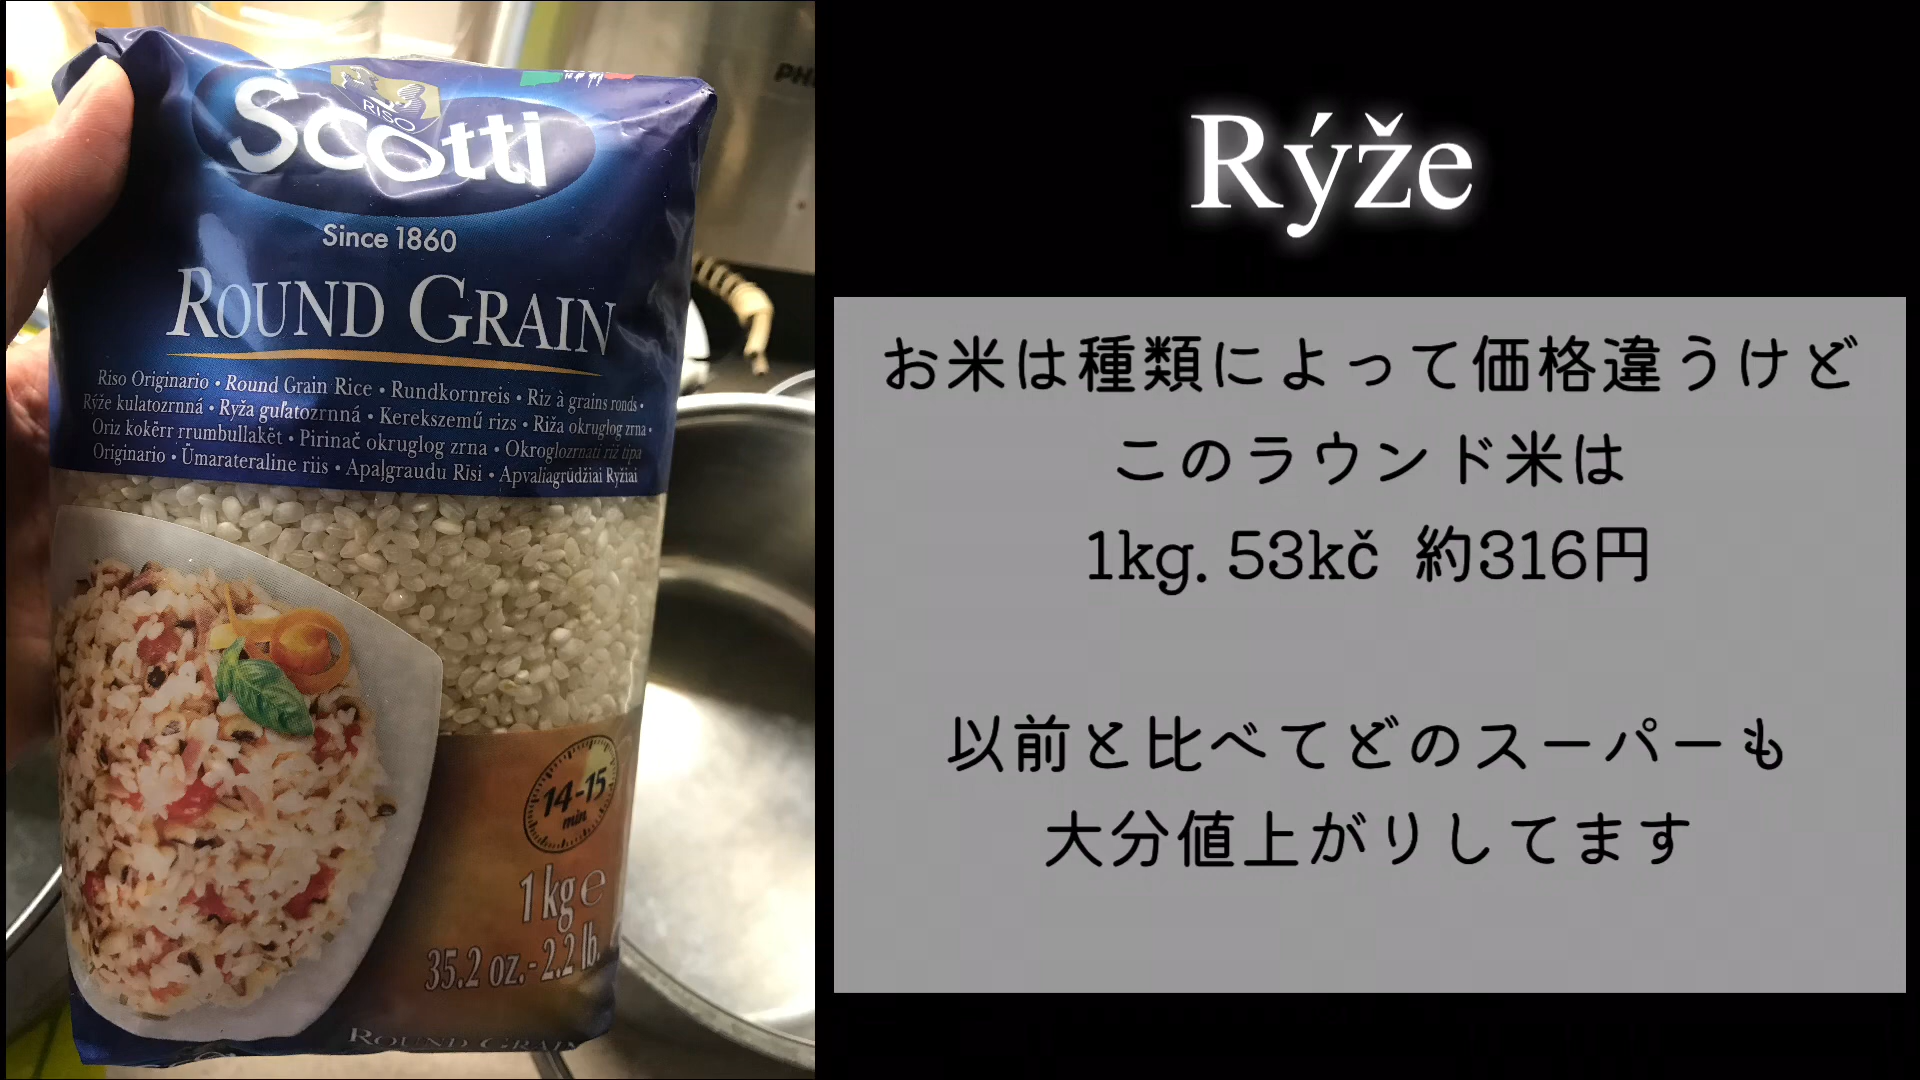 RISO
Scotti
Since 1860
ROUND GRAIN
Riso Originario • Round Grain Rice • Rundkornreis • Riz à grains ronds •
Rýže kulatozrnná • Ryža guľatozrnná • Kerekszemű rizs • Riža okruglog zrna •
Oriz kokërr rrumbullakët • Pirinač okruglog zrna • Okroglozrnati riž tipa
Originario • Ümarateraline riis • Apaļgraudu Rīsi • Apvaliagrūdžiai Ryžiai
14-15
min
1 kg e
35.2 oz.-2.2 lb.
ROUND GRAIN
Rýže
お米は種類によって価格違うけど
このラウンド米は
1kg. 53kč 約316円
以前と比べてどのスーパーも
大分値上がりしてます